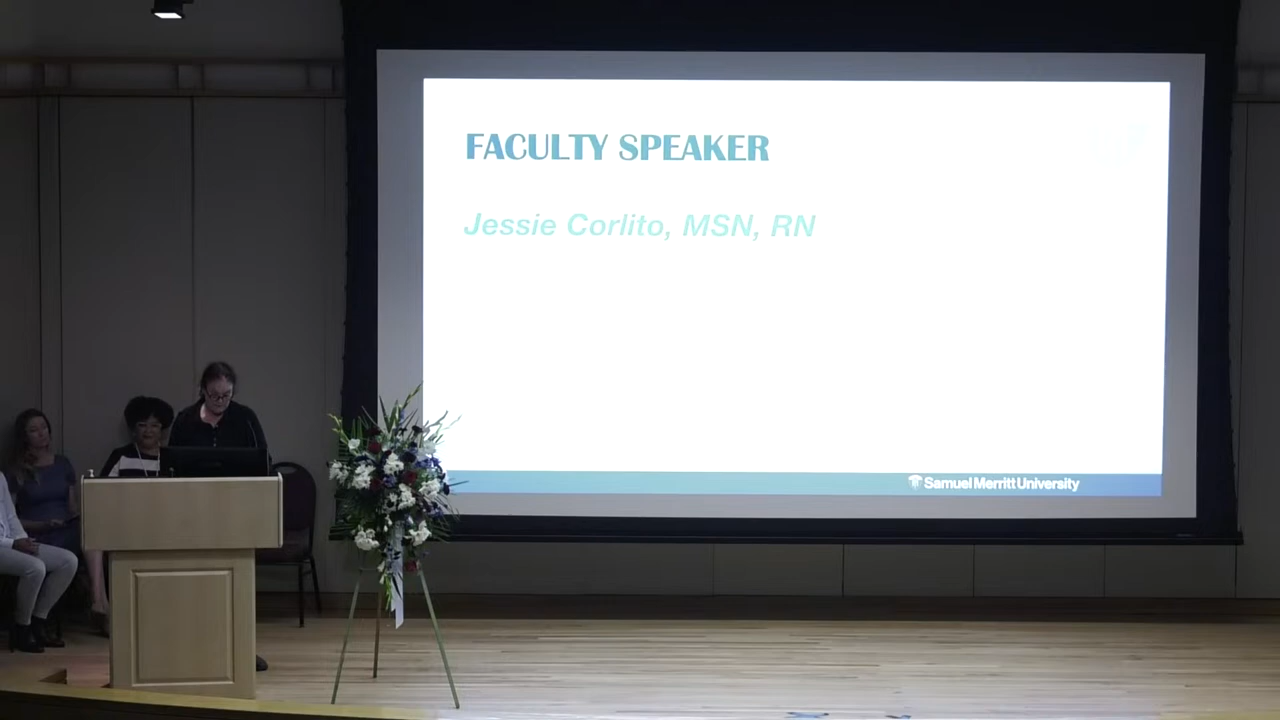 FACULTY SPEAKER
Jessie Corlito, MSN, RN
Samuel Merritt University